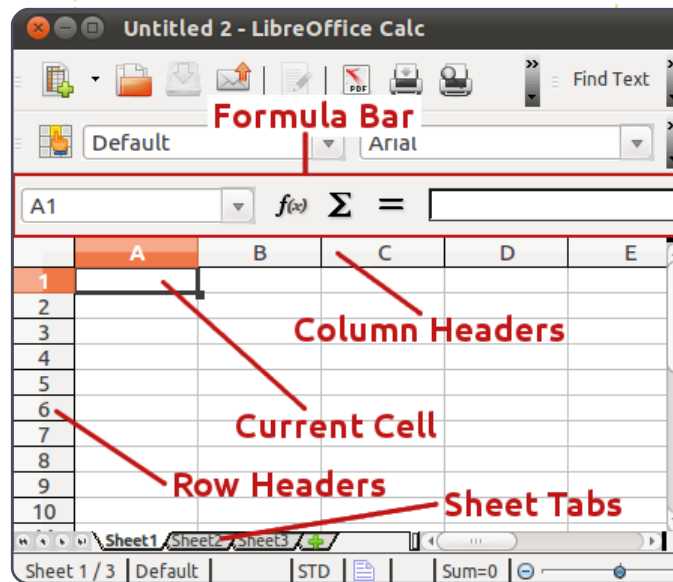 Untitled 2 - LibreOffice Calc
PDF
»
Find Text
Formula Bar
Default
Arial
A1
f(x) Σ =
A B C D E
1
2
Column Headers
3
4
5
6
Current Cell
7
8
Row Headers
9
Sheet Tabs
10
Sheet1 Sheet2 Sheet3
Sheet 1 / 3 Default STD Sum=0